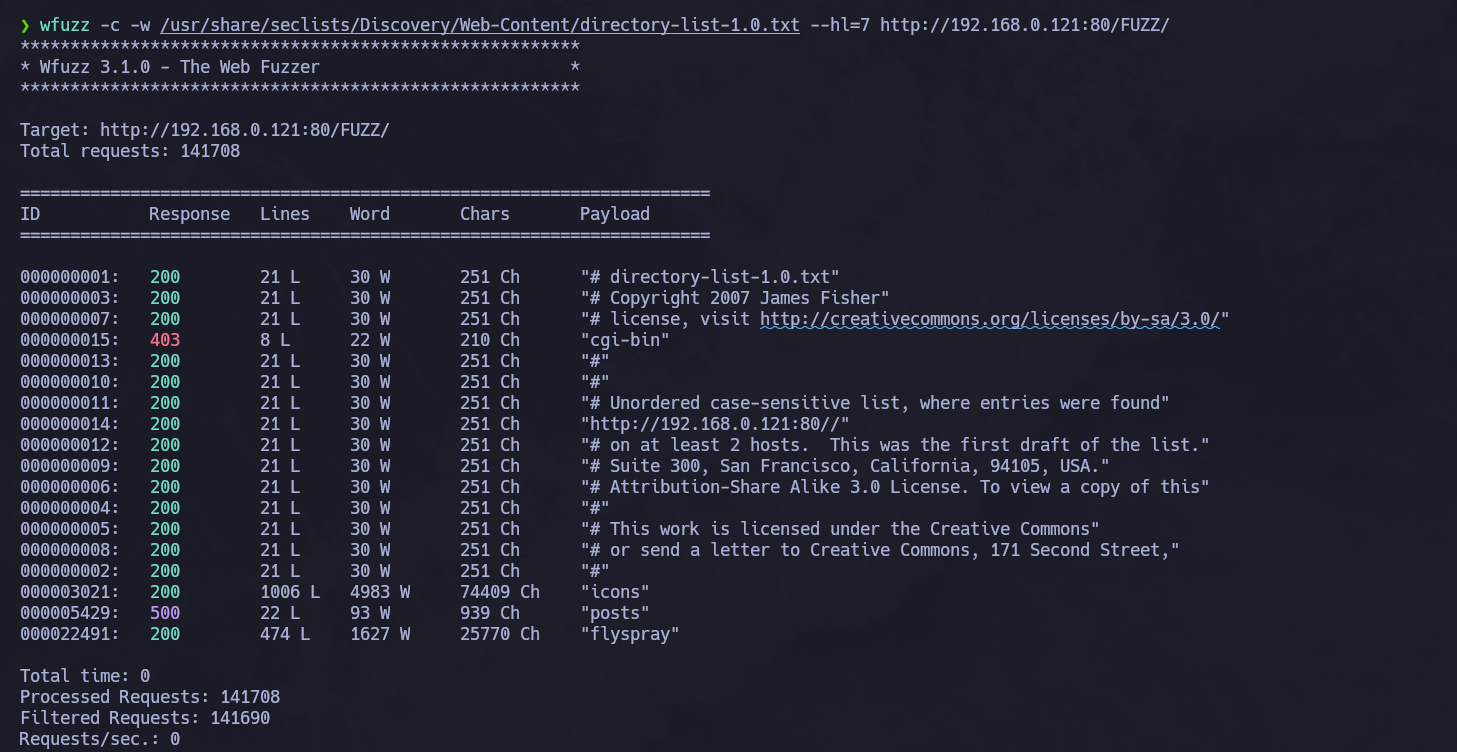 ❯ wfuzz -c -w /usr/share/seclists/Discovery/Web-Content/directory-list-1.0.txt --hl=7 http://192.168.0.121:80/FUZZ/
********************************************************
* Wfuzz 3.1.0 - The Web Fuzzer                         *
********************************************************

Target: http://192.168.0.121:80/FUZZ/
Total requests: 141708

=====================================================================
ID           Response   Lines    Word       Chars       Payload
=====================================================================

000000001:   200        21 L     30 W       251 Ch      "# directory-list-1.0.txt"
000000003:   200        21 L     30 W       251 Ch      "# Copyright 2007 James Fisher"
000000007:   200        21 L     30 W       251 Ch      "# license, visit http://creativecommons.org/licenses/by-sa/3.0/"
000000015:   403        8 L      22 W       210 Ch      "cgi-bin"
000000013:   200        21 L     30 W       251 Ch      "#"
000000010:   200        21 L     30 W       251 Ch      "#"
000000011:   200        21 L     30 W       251 Ch      "# Unordered case-sensitive list, where entries were found"
000000014:   200        21 L     30 W       251 Ch      "http://192.168.0.121:80//"
000000012:   200        21 L     30 W       251 Ch      "# on at least 2 hosts.  This was the first draft of the list."
000000009:   200        21 L     30 W       251 Ch      "# Suite 300, San Francisco, California, 94105, USA."
000000006:   200        21 L     30 W       251 Ch      "# Attribution-Share Alike 3.0 License. To view a copy of this"
000000004:   200        21 L     30 W       251 Ch      "#"
000000005:   200        21 L     30 W       251 Ch      "# This work is licensed under the Creative Commons"
000000008:   200        21 L     30 W       251 Ch      "# or send a letter to Creative Commons, 171 Second Street,"
000000002:   200        21 L     30 W       251 Ch      "#"
000003021:   200        1006 L   4983 W     74409 Ch    "icons"
000005429:   500        22 L     93 W       939 Ch      "posts"
000022491:   200        474 L    1627 W     25770 Ch    "flyspray"

Total time: 0
Processed Requests: 141708
Filtered Requests: 141690
Requests/sec.: 0